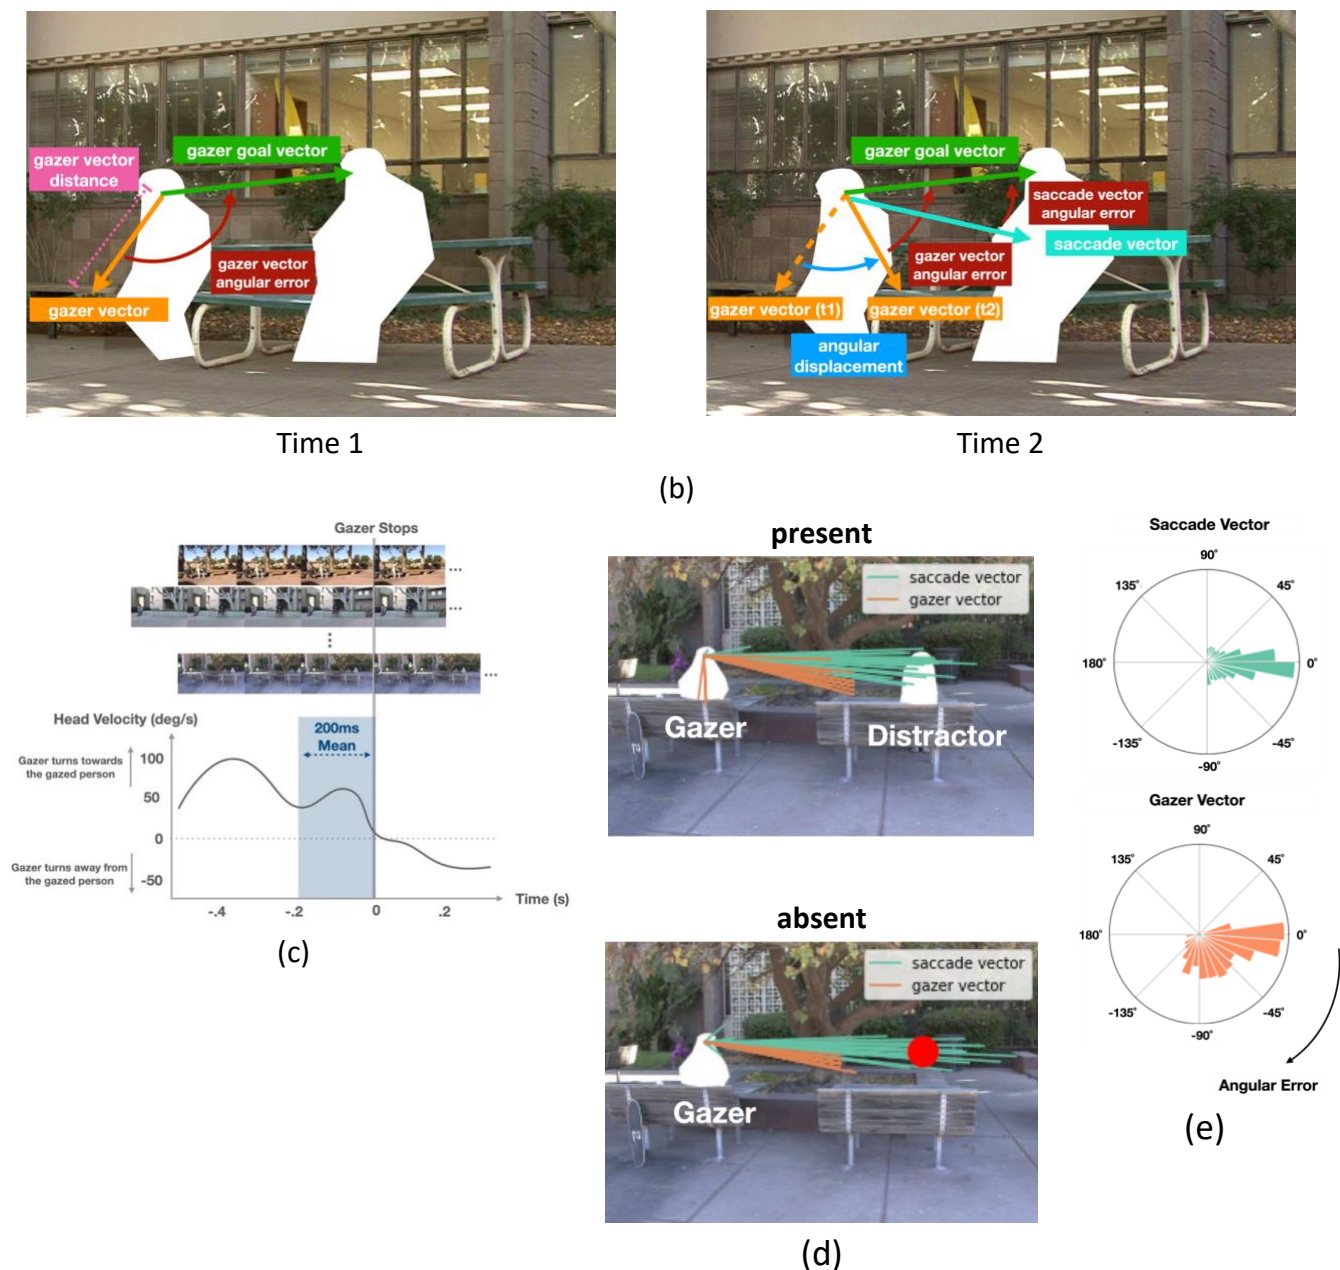 gazer goal vector
gazer vector
distance
gazer vector
angular error
gazer vector
Time 1
gazer goal vector
saccade vector
angular error
saccade vector
gazer vector
angular error
gazer vector (t1)
gazer vector (t2)
angular
displacement
Time 2
(b)
Gazer Stops
...
...
...
...
Head Velocity (deg/s)
200ms
Mean
Gazer turns towards
the gazed person
100
50
0
Gazer turns away from
the gazed person
-50
-.4
-.2
0
.2
Time (s)
(c)
present
saccade vector
gazer vector
Gazer
Distractor
absent
saccade vector
gazer vector
Gazer
(d)
Saccade Vector
90°
135°
45°
180°
0°
-135°
-45°
-90°
Gazer Vector
90°
135°
45°
180°
0°
-135°
-45°
-90°
Angular Error
(e)